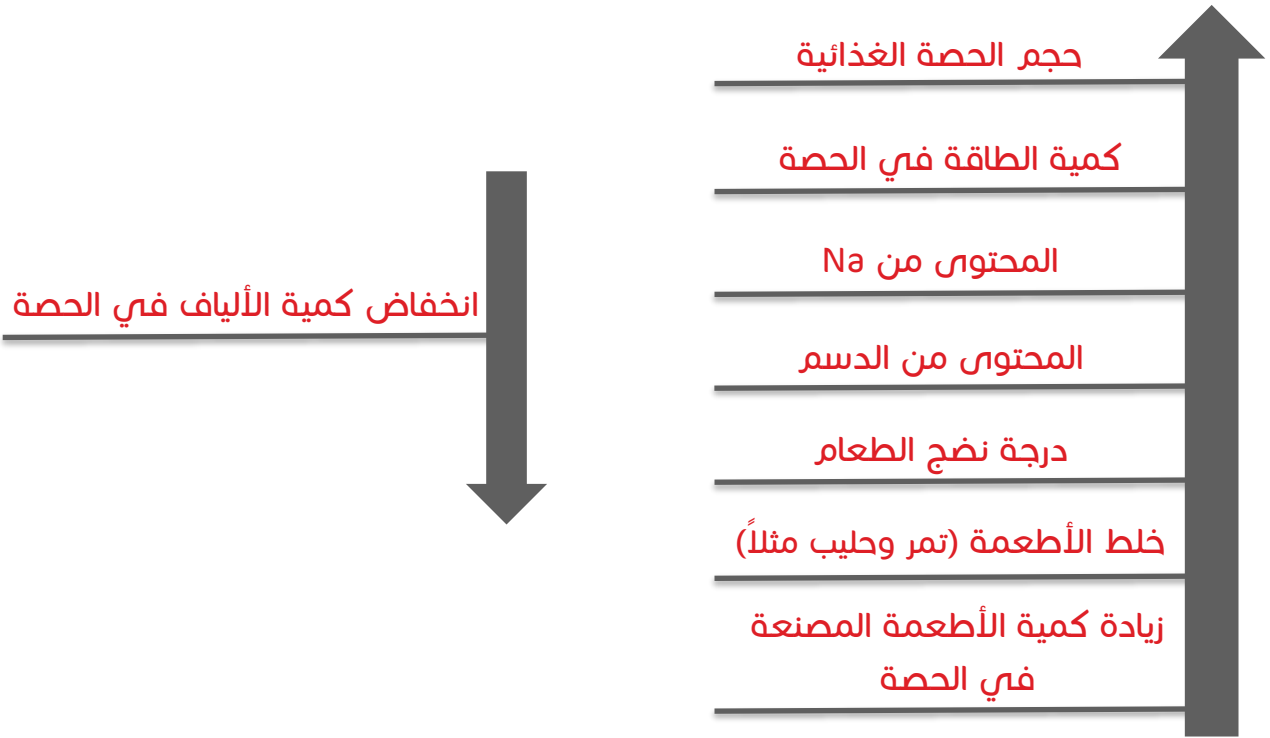 حجم الحصة الغذائية
كمية الطاقة في الحصة
المحتوى من Na
المحتوى من الدسم
درجة نضج الطعام
خلط الأطعمة (تمر وحليب مثلاً)
زيادة كمية الأطعمة المصنعة
في الحصة
انخفاض كمية الألياف في الحصة